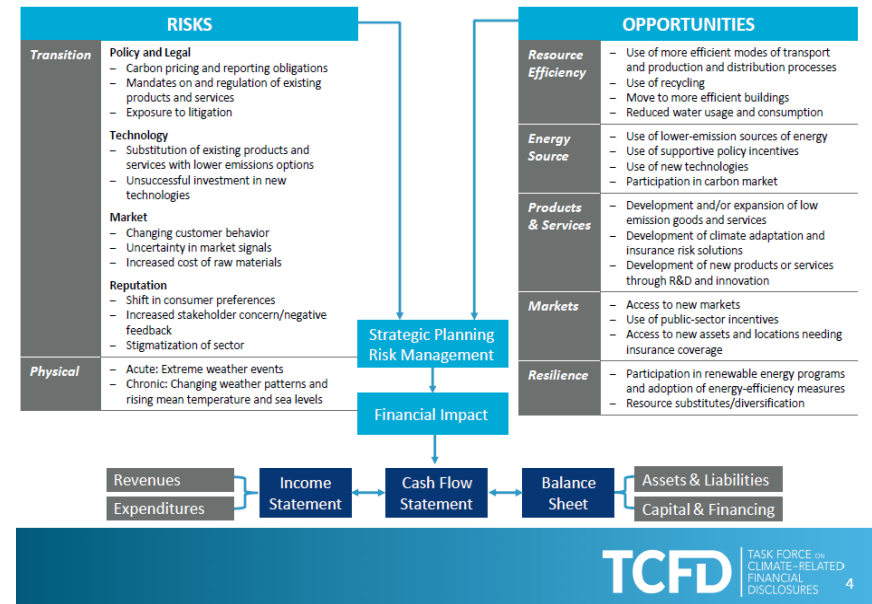 RISKS
Transition
Policy and Legal
– Carbon pricing and reporting obligations
– Mandates on and regulation of existing
products and services
– Exposure to litigation
Technology
– Substitution of existing products and
services with lower emissions options
– Unsuccessful investment in new
technologies
Market
– Changing customer behavior
– Uncertainty in market signals
– Increased cost of raw materials
Reputation
– Shift in consumer preferences
– Increased stakeholder concern/negative
feedback
– Stigmatization of sector
Physical
– Acute: Extreme weather events
– Chronic: Changing weather patterns and
rising mean temperature and sea levels
OPPORTUNITIES
Resource
Efficiency
– Use of more efficient modes of transport
and production and distribution processes
– Use of recycling
– Move to more efficient buildings
– Reduced water usage and consumption
Energy
Source
– Use of lower-emission sources of energy
– Use of supportive policy incentives
– Use of new technologies
– Participation in carbon market
Products
& Services
– Development and/or expansion of low
emission goods and services
– Development of climate adaptation and
insurance risk solutions
– Development of new products or services
through R&D and innovation
Markets
– Access to new markets
– Use of public-sector incentives
– Access to new assets and locations needing
insurance coverage
Resilience
– Participation in renewable energy programs
and adoption of energy-efficiency measures
– Resource substitutes/diversification
Strategic Planning
Risk Management
Financial Impact
Revenues
Expenditures
Income
Statement
Cash Flow
Statement
Balance
Sheet
Assets & Liabilities
Capital & Financing
TCFD
TASK FORCE ON
CLIMATE-RELATED
FINANCIAL
DISCLOSURES
4